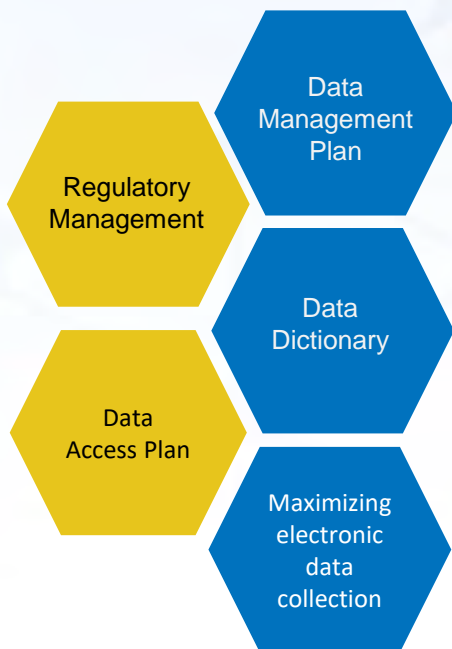 Data
Management
Plan
Regulatory
Management
Data
Dictionary
Data
Access Plan
Maximizing
electronic
data
collection